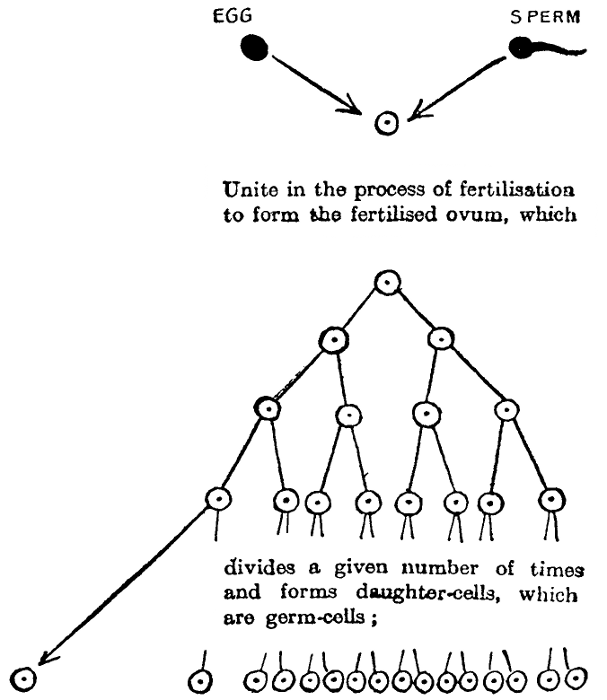 EGG
SPERM
Unite in the process of fertilisation
to form the fertilised ovum, which
divides a given number of times
and forms daughter-cells, which
are germ-cells ;